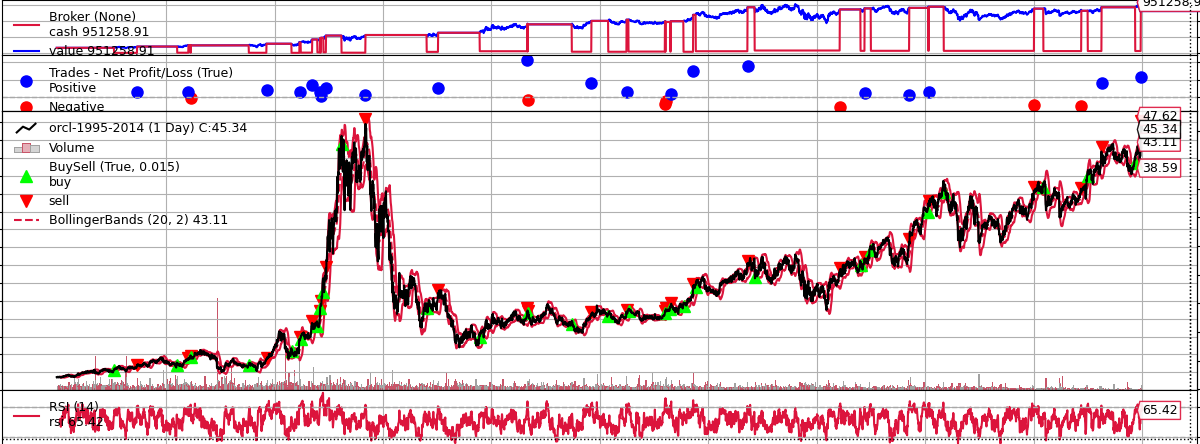 951258.9
Broker (None)
cash 951258.91
value 951258.91
Trades - Net Profit/Loss (True)
Positive
Negative
47.62
orcl-1995-2014 (1 Day) C:45.34
45.34
43.11
Volume
BuySell (True, 0.015)
38.59
buy
sell
BollingerBands (20, 2) 43.11
RSI (14)
65.42
rsi 65.42